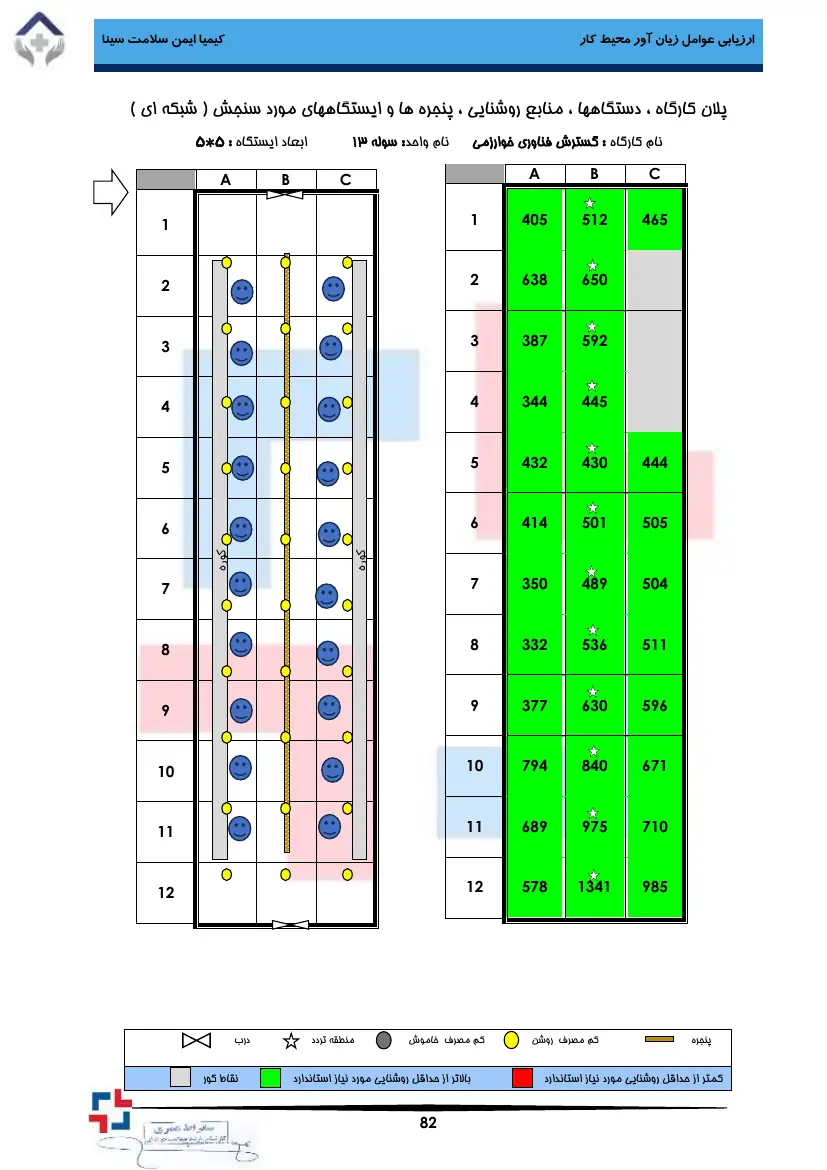 ارزیابی عوامل زیان آور محیط کار
کیمیا ایمن سلامت سینا
پلان کارگاه ، دستگاهها ، منابع روشنایی ، پنجره ها و ایستگاههای مورد سنجش ( شبکه ای )
نام کارگاه : گسترش فناوری خوارزمی نام واحد: سوله ۱۳ ابعاد ایستگاه : ۵*۵
A B C
1
2
3
4
5
6
7
8
9
10
11
12
کوره
کوره
A B C
1 405 512 465
2 638 650
3 387 592
4 344 445
5 432 430 444
6 414 501 505
7 350 489 504
8 332 536 511
9 377 630 596
10 794 840 671
11 689 975 710
12 578 1341 985
پنجره کم مصرف روشن کم مصرف خاموش منطقه تردد درب
کمتر از حداقل روشنایی مورد نیاز استاندارد بالاتر از حداقل روشنایی مورد نیاز استاندارد نقاط کور
82